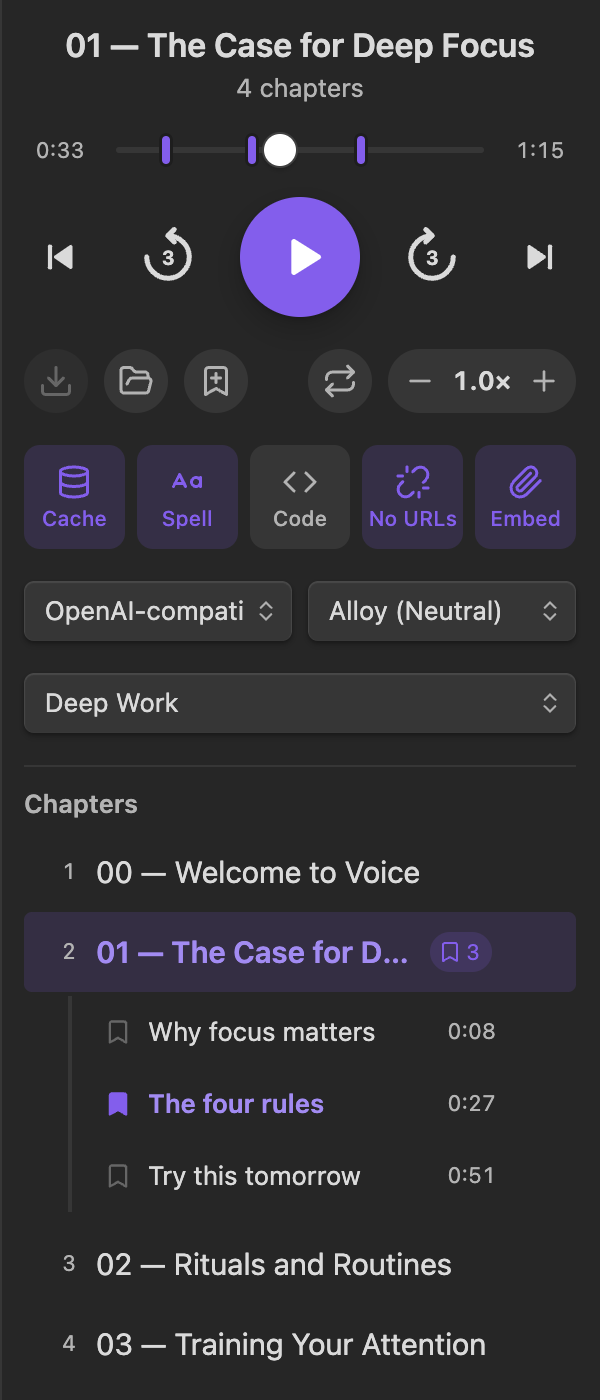 01 — The Case for Deep Focus
4 chapters
0:33
1:15
3
3
1.0×
Cache
Aa
Spell
Code
No URLs
Embed
OpenAI-compati
Alloy (Neutral)
Deep Work
Chapters
1 00 — Welcome to Voice
2 01 — The Case for D... 3
Why focus matters 0:08
The four rules 0:27
Try this tomorrow 0:51
3 02 — Rituals and Routines
4 03 — Training Your Attention